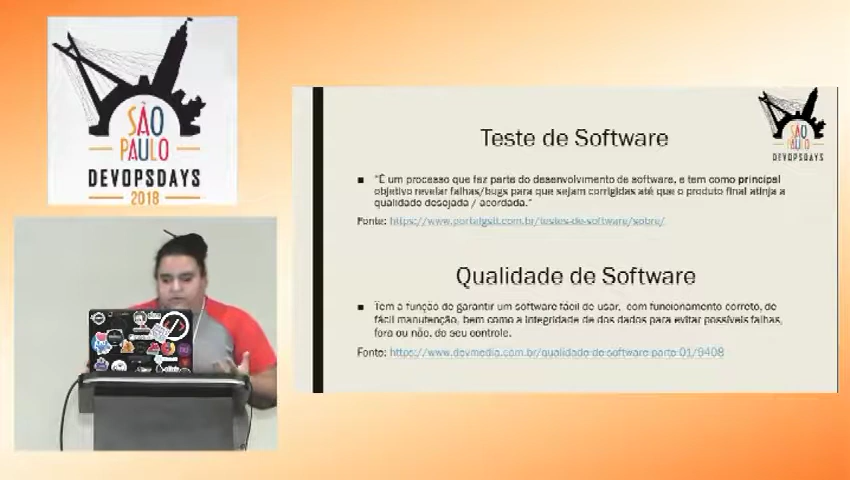 SÃO
PAULO
DEVOPSDAYS
2018
SÃO
PAULO
DEVOPSDAYS
Teste de Software
"É um processo que faz parte do desenvolvimento de software, e tem como principal
objetivo revelar falhas/bugs para que sejam corrigidas até que o produto final atinja a
qualidade desejada / acordada."
Fonte: https://www.portalgsti.com.br/testes-de-software/sobre/
Qualidade de Software
Tem a função de garantir um software fácil de usar, com funcionamento correto, de
fácil manutenção, bem como a integridade de dos dados para evitar possíveis falhas,
fora ou não, do seu controle.
Fonte: https://www.devmedia.com.br/qualidade-de-software-parte-01/9408